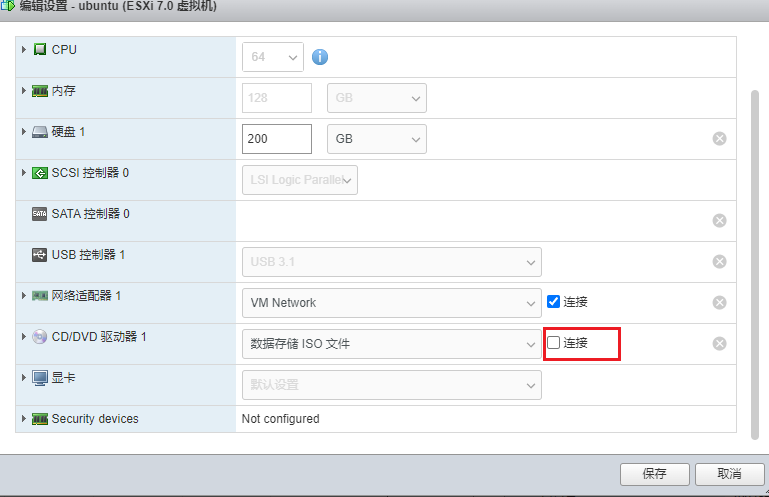 编辑设置 - ubuntu (ESXi 7.0 虚拟机)
CPU 64
内存 128 GB
硬盘 1 200 GB
SCSI 控制器 0 LSI Logic Parallel
SATA SATA 控制器 0
USB 控制器 1 USB 3.1
网络适配器 1 VM Network 连接
CD/DVD 驱动器 1 数据存储 ISO 文件 连接
显卡 默认设置
Security devices Not configured
保存 取消